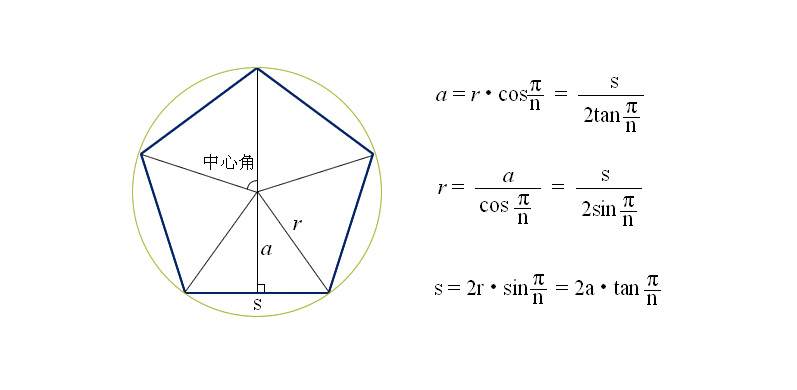 中心角
r
a
s
a = r・cos π/n = s / 2tan π/n
r = a / cos π/n = s / 2sin π/n
s = 2r・sin π/n = 2a・tan π/n